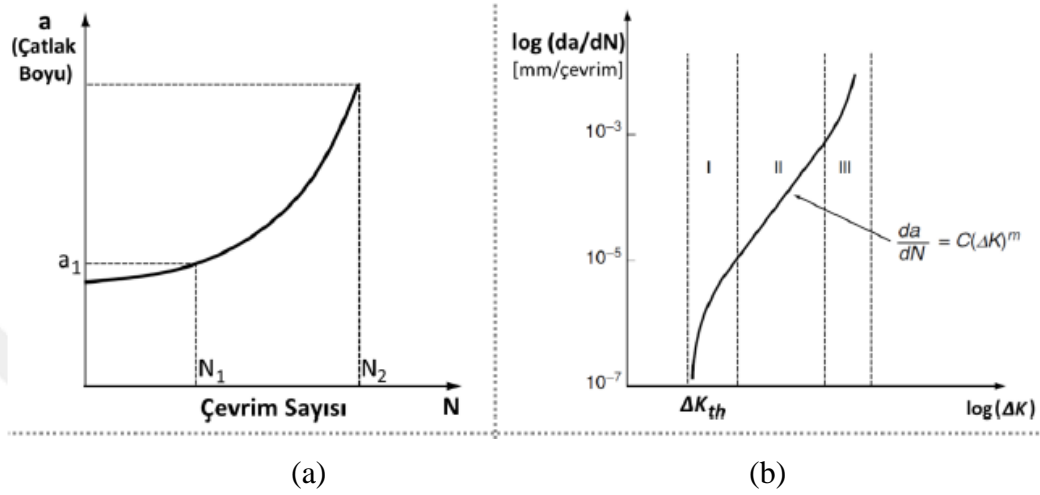 a
(Çatlak
Boyu)
a₁
N₁
N₂
Çevrim Sayısı
N
(a)
log (da/dN)
[mm/çevrim]
10⁻³
10⁻⁵
10⁻⁷
I
II
III
da/dN = C(ΔK)ᵐ
ΔK_th
log(ΔK)
(b)